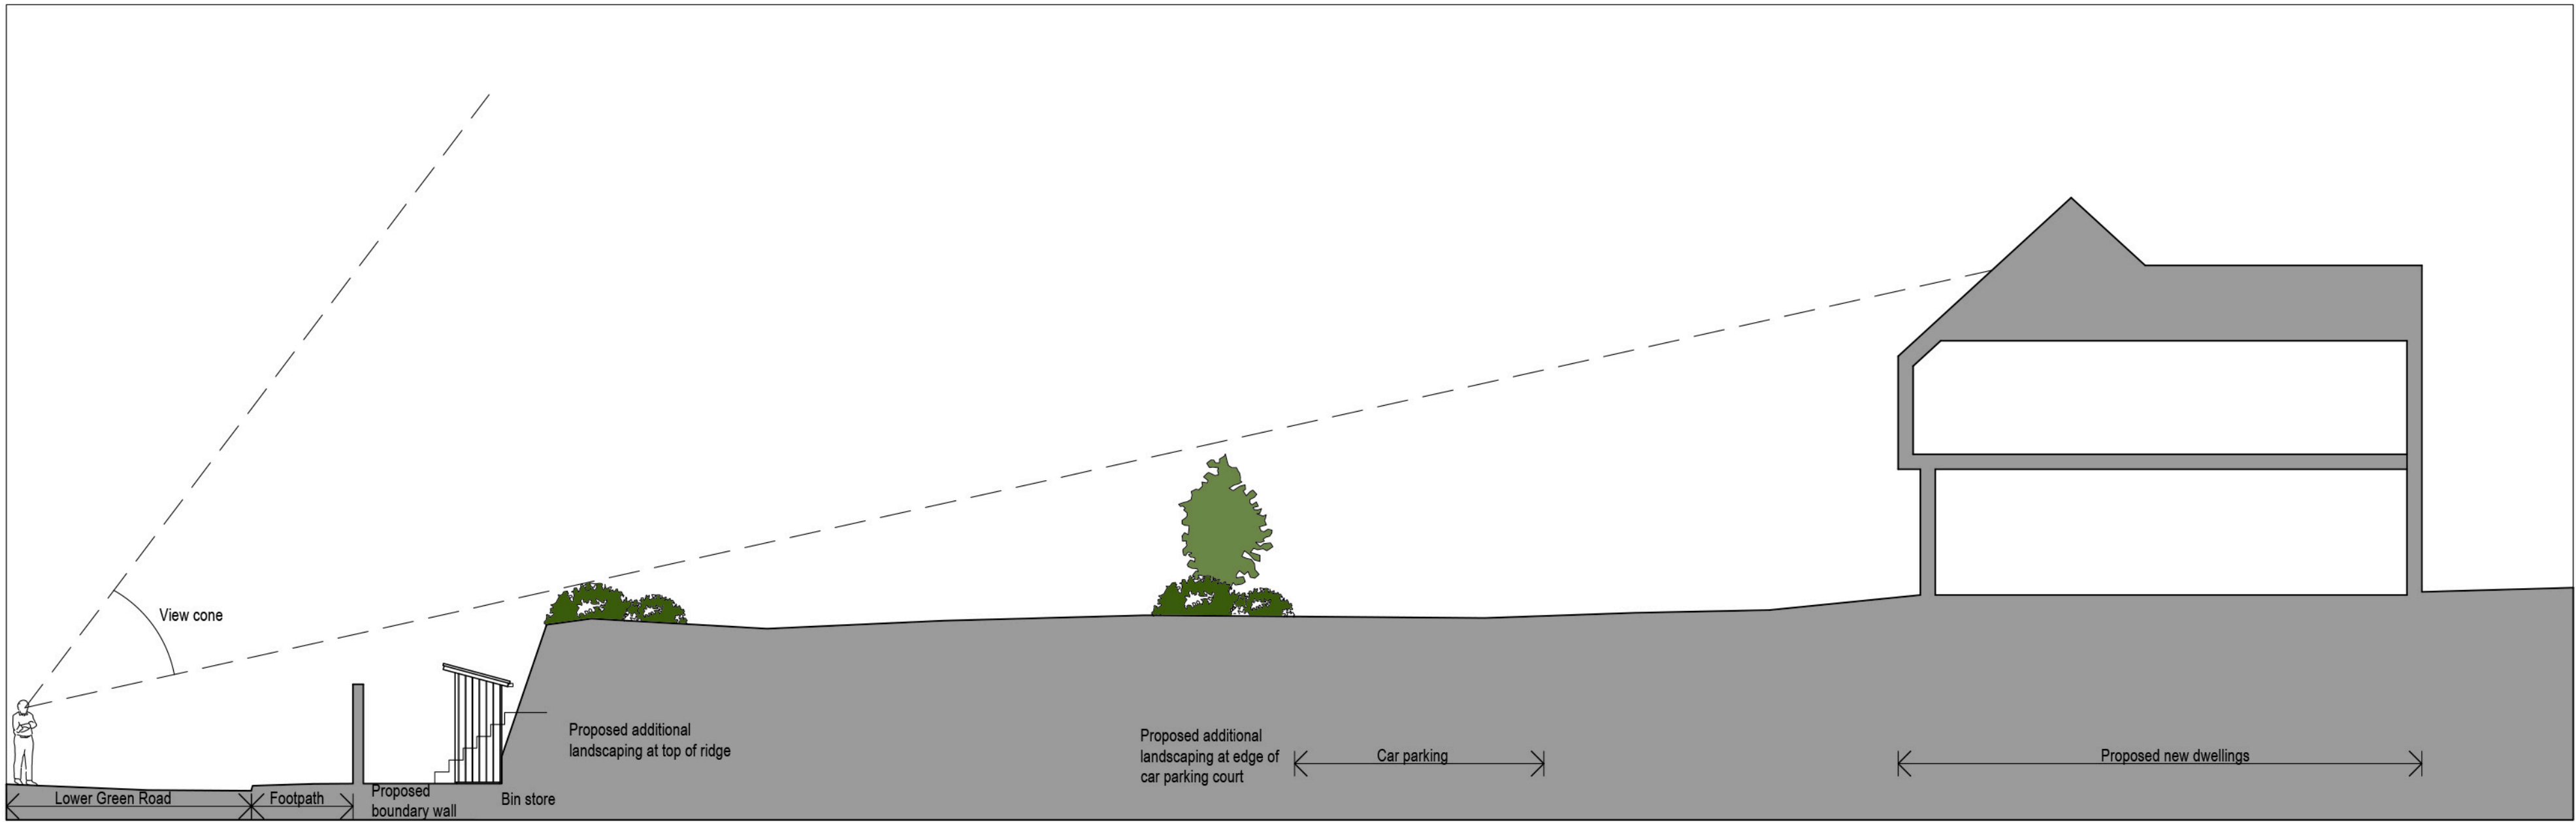 View cone
Lower Green Road
Footpath
Proposed
boundary wall
Bin store
Proposed additional
landscaping at top of ridge
Proposed additional
landscaping at edge of
car parking court
Car parking
Proposed new dwellings